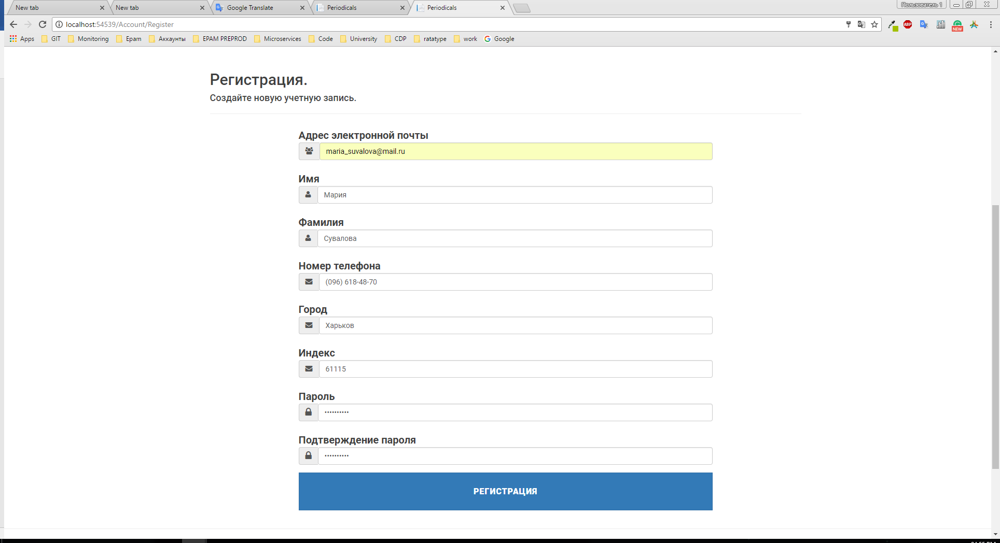 New tab
New tab
Google Translate
Periodicals
Periodicals
Пользователь 1
localhost:54539/Account/Register
ABP
NEW
Apps GIT Monitoring Epam Аккаунты EPAM PREPROD Microservices Code University CDP ratatype work Google
Регистрация.
Создайте новую учетную запись.
Адрес электронной почты
maria_suvalova@mail.ru
Имя
Мария
Фамилия
Сувалова
Номер телефона
(096) 618-48-70
Город
Харьков
Индекс
61115
Пароль
••••••••••
Подтверждение пароля
••••••••••
РЕГИСТРАЦИЯ